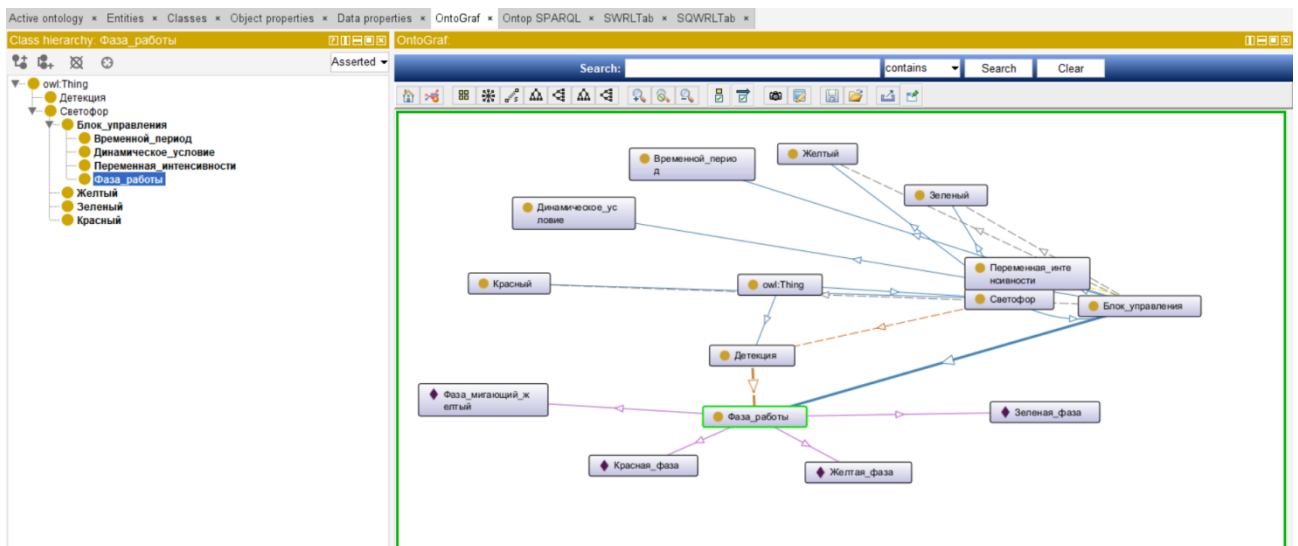 Active ontology × Entities × Classes × Object properties × Data properties × OntoGraf × Ontop SPARQL × SWRLTab × SQWRLTab ×
Class hierarchy: Фаза_работы
OntoGraf:
Asserted
Search:
contains
Search
Clear
owl:Thing
Детекция
Светофор
Блок_управления
Временной_период
Динамическое_условие
Переменная_интенсивности
Фаза_работы
Желтый
Зеленый
Красный
Временной_перио
д
Желтый
Зеленый
Динамическое_ус
ловие
Переменная_инте
нсивности
Красный
owl:Thing
Светофор
Блок_управления
Детекция
Фаза_мигающий_ж
елтый
Фаза_работы
Зеленая_фаза
Красная_фаза
Желтая_фаза